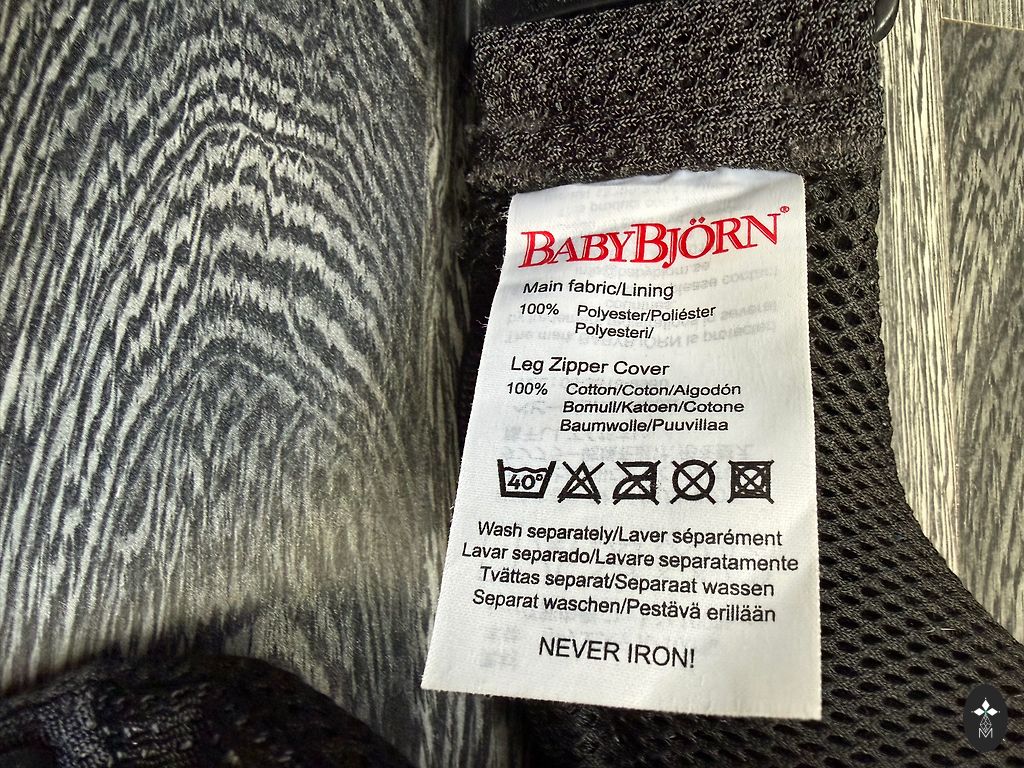 BABYBJÖRN®
Main fabric/Lining
100% Polyester/Poliéster
Polyesteri/
Leg Zipper Cover
100% Cotton/Coton/Algodón
Bomull/Katoen/Cotone
Baumwolle/Puuvillaa
40°
Wash separately/Laver séparément
Lavar separado/Lavare separatamente
Tvättas separat/Separaat wassen
Separat waschen/Pestävä erillään
NEVER IRON!